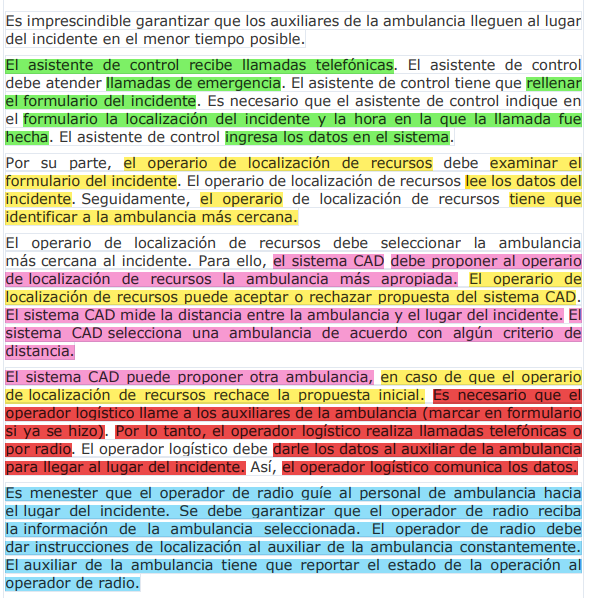 Es imprescindible garantizar que los auxiliares de la ambulancia lleguen al lugar
del incidente en el menor tiempo posible.
El asistente de control recibe llamadas telefónicas. El asistente de control
debe atender llamadas de emergencia. El asistente de control tiene que rellenar
el formulario del incidente. Es necesario que el asistente de control indique en
el formulario la localización del incidente y la hora en la que la llamada fue
hecha. El asistente de control ingresa los datos en el sistema.
Por su parte, el operario de localización de recursos debe examinar el
formulario del incidente. El operario de localización de recursos lee los datos del
incidente. Seguidamente, el operario de localización de recursos tiene que
identificar a la ambulancia más cercana.
El operario de localización de recursos debe seleccionar la ambulancia
más cercana al incidente. Para ello, el sistema CAD debe proponer al operario
de localización de recursos la ambulancia más apropiada. El operario de
localización de recursos puede aceptar o rechazar propuesta del sistema CAD.
El sistema CAD mide la distancia entre la ambulancia y el lugar del incidente. El
sistema CAD selecciona una ambulancia de acuerdo con algún criterio de
distancia.
El sistema CAD puede proponer otra ambulancia, en caso de que el operario
de localización de recursos rechace la propuesta inicial. Es necesario que el
operador logístico llame a los auxiliares de la ambulancia (marcar en formulario
si ya se hizo). Por lo tanto, el operador logístico realiza llamadas telefónicas o
por radio. El operador logístico debe darle los datos al auxiliar de la ambulancia
para llegar al lugar del incidente. Así, el operador logístico comunica los datos.
Es menester que el operador de radio guíe al personal de ambulancia hacia
el lugar del incidente. Se debe garantizar que el operador de radio reciba
la información de la ambulancia seleccionada. El operador de radio debe
dar instrucciones de localización al auxiliar de la ambulancia constantemente.
El auxiliar de la ambulancia tiene que reportar el estado de la operación al
operador de radio.